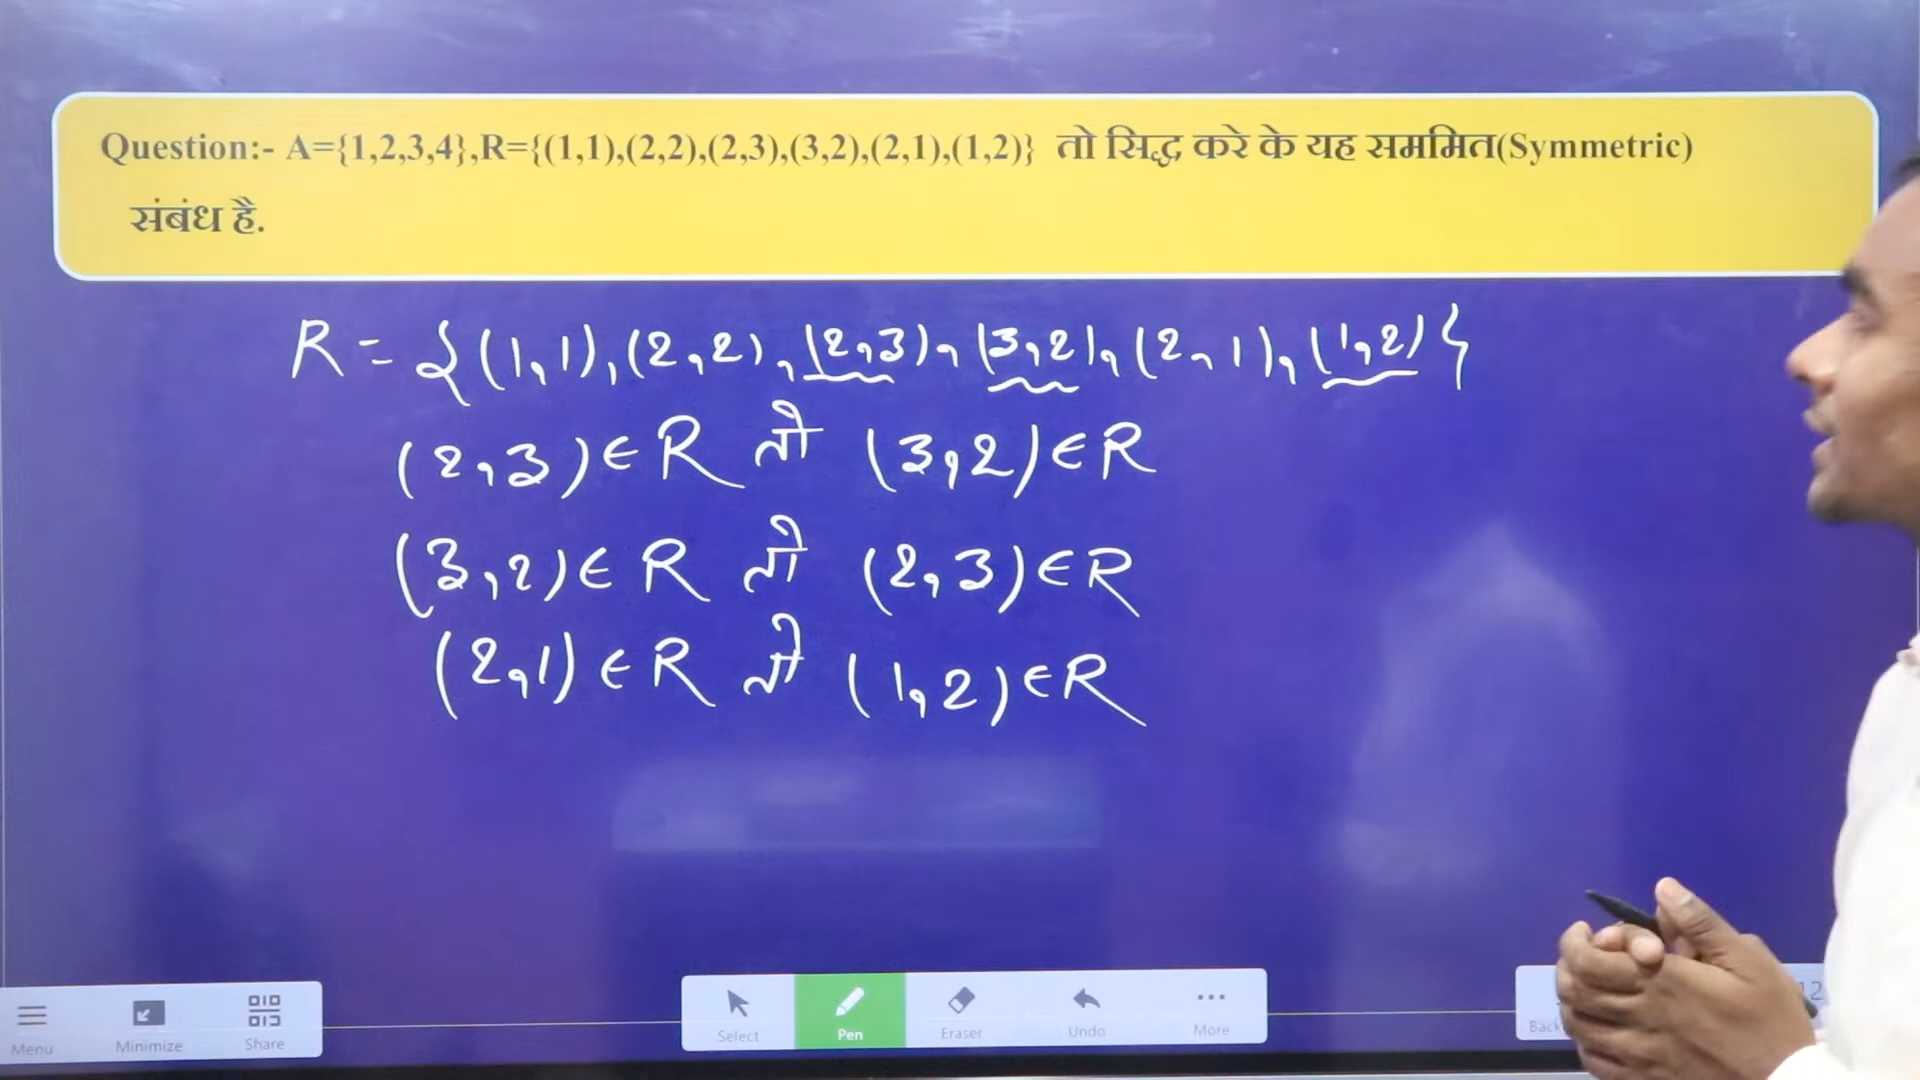 Question:- A={1,2,3,4},R={(1,1),(2,2),(2,3),(3,2),(2,1),(1,2)} तो सिद्ध करे के यह सममित(Symmetric)
संबंध है.
R = {(1,1),(2,2),(2,3),(3,2),(2,1),(1,2)}
(2,3)∈R तो (3,2)∈R
(3,2)∈R तो (2,3)∈R
(2,1)∈R तो (1,2)∈R
Menu Minimize Share Select Pen Eraser Undo More Back